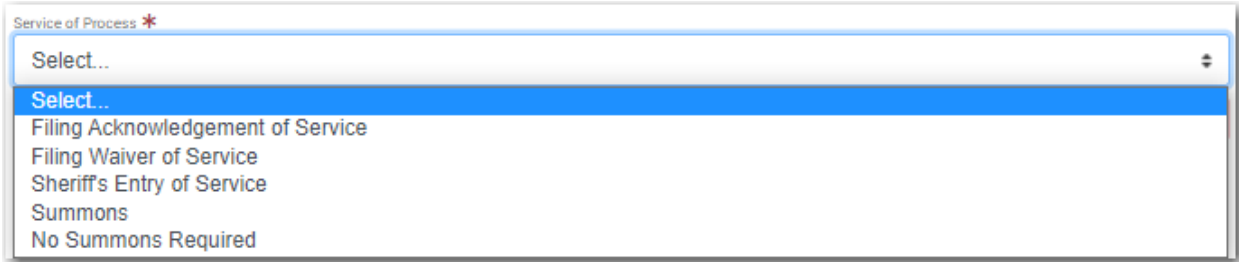 Service of Process *
Select...
Select...
Filing Acknowledgement of Service
Filing Waiver of Service
Sheriff's Entry of Service
Summons
No Summons Required